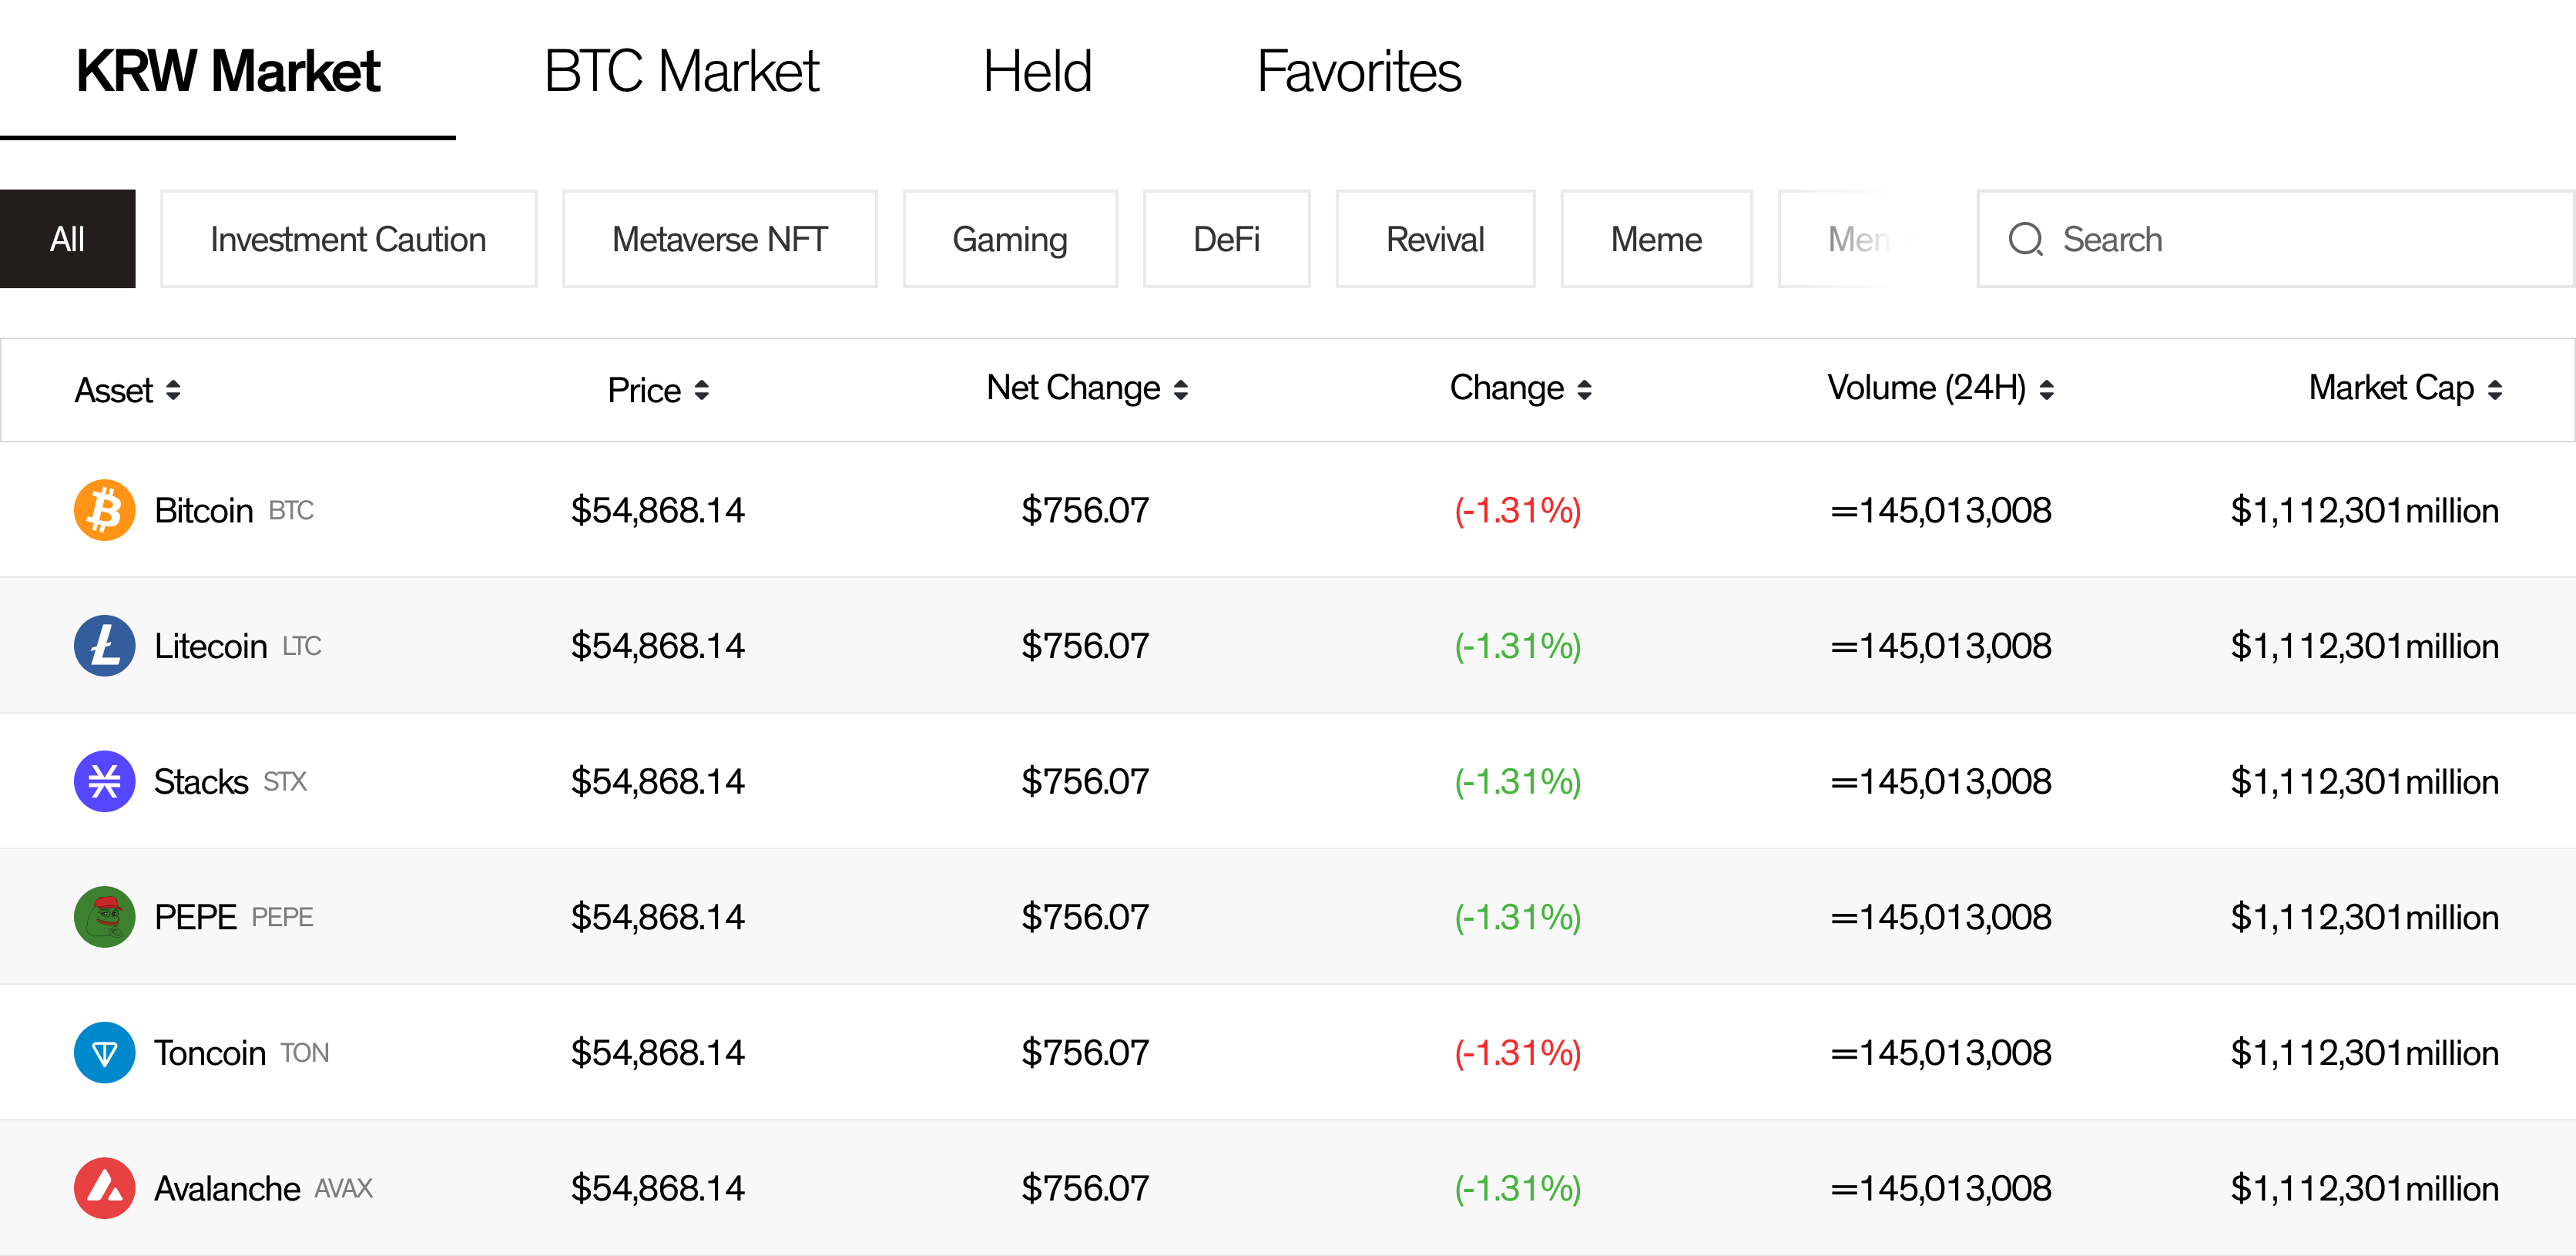 KRW Market BTC Market Held Favorites
All Investment Caution Metaverse NFT Gaming DeFi Revival Meme Search
Asset Price Net Change Change Volume (24H) Market Cap
Bitcoin BTC $54,868.14 $756.07 (-1.31%) =145,013,008 $1,112,301million
Litecoin LTC $54,868.14 $756.07 (-1.31%) =145,013,008 $1,112,301million
Stacks STX $54,868.14 $756.07 (-1.31%) =145,013,008 $1,112,301million
PEPE PEPE $54,868.14 $756.07 (-1.31%) =145,013,008 $1,112,301million
Toncoin TON $54,868.14 $756.07 (-1.31%) =145,013,008 $1,112,301million
Avalanche AVAX $54,868.14 $756.07 (-1.31%) =145,013,008 $1,112,301million